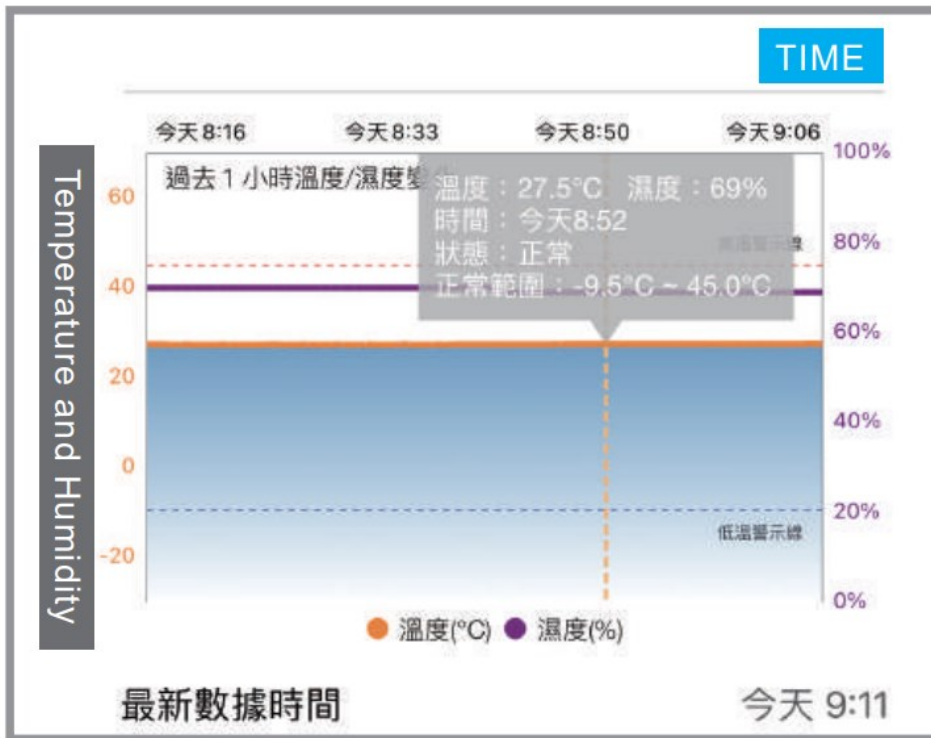 TIME
今天8:16 今天8:33 今天8:50 今天9:06
Temperature and Humidity
過去 1 小時溫度/濕度變
溫度：27.5°C 濕度：69%
時間：今天8:52
狀態：正常
正常範圍：-9.5°C ~ 45.0°C
警示線
60
40
20
0
-20
100%
80%
60%
40%
20%
0%
低溫警示線
溫度(°C) 濕度(%)
最新數據時間 今天 9:11